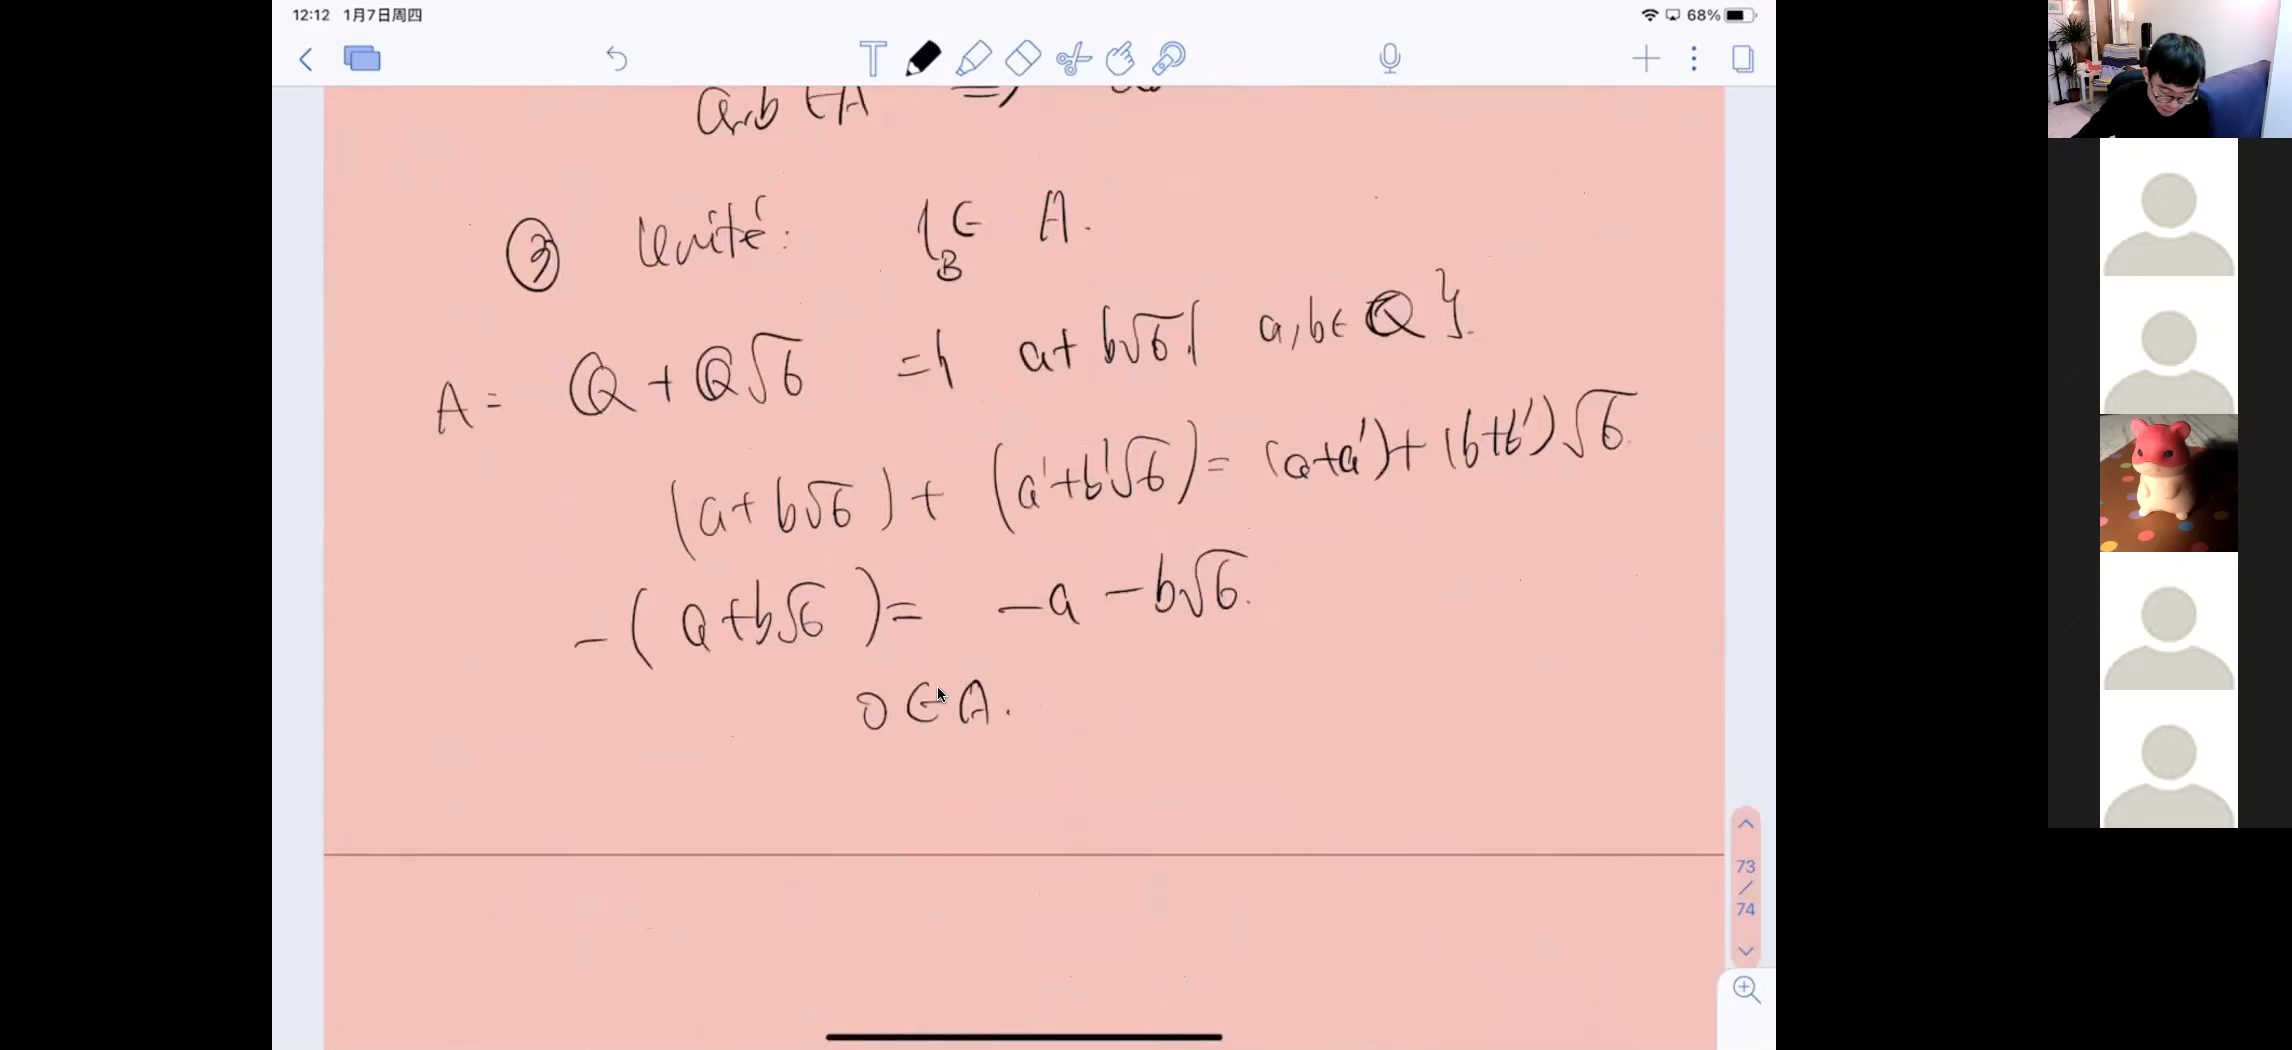 12:12 1月7日周四
68%
a,b ∈ A ⇒
③ Unité: 1_B ∈ A.
A = Q + Q√6 = { a + b√6 | a, b ∈ Q }.
(a + b√6) + (a' + b'√6) = (a+a') + (b+b')√6.
-(a + b√6) = -a - b√6.
0 ∈ A.
73
/
74